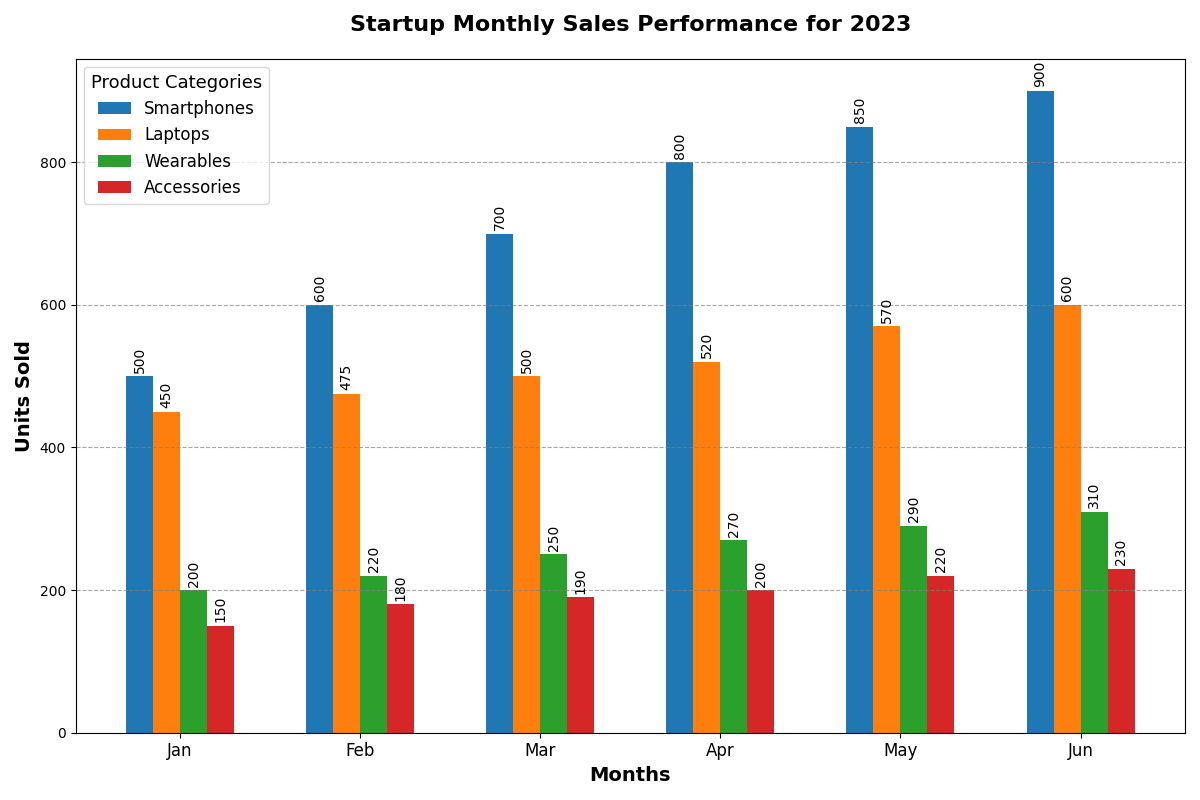 Startup Monthly Sales Performance for 2023
Product Categories
Smartphones
Laptops
Wearables
Accessories
Units Sold
800
600
400
200
0
500
450
200
150
600
475
220
180
700
500
250
190
800
520
270
200
850
570
290
220
900
600
310
230
Jan
Feb
Mar
Apr
May
Jun
Months